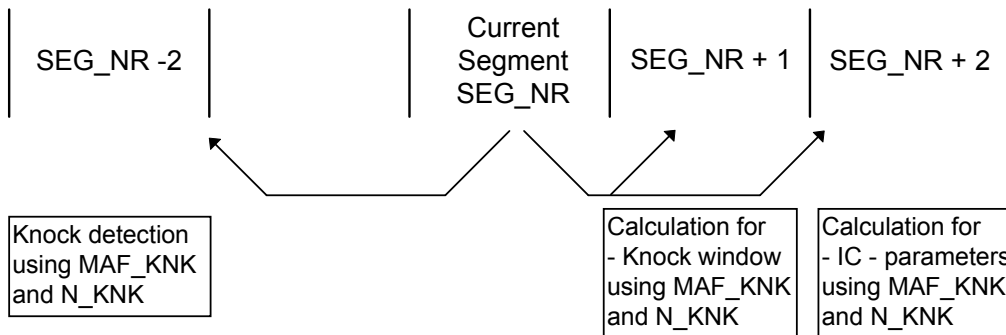 SEG_NR -2
Current
Segment
SEG_NR
SEG_NR + 1
SEG_NR + 2
Knock detection
using MAF_KNK
and N_KNK
Calculation for
- Knock window
using MAF_KNK
and N_KNK
Calculation for
- IC - parameters
using MAF_KNK
and N_KNK